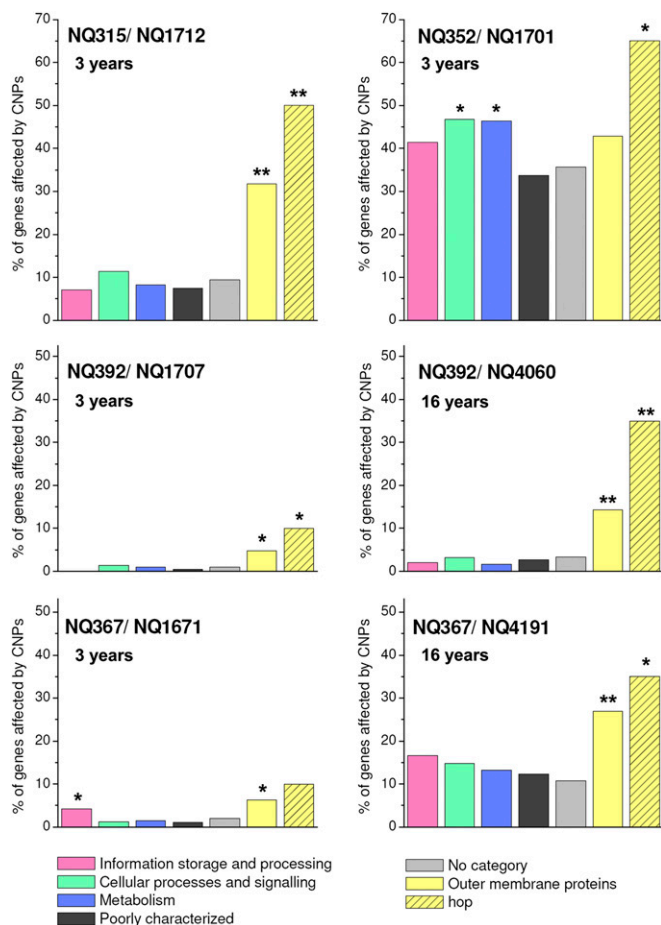 NQ315/ NQ1712
3 years
% of genes affected by CNPs
70
60
50
40
30
20
10
0
**
**
NQ352/ NQ1701
3 years
% of genes affected by CNPs
70
60
50
40
30
20
10
0
*
*
*
NQ392/ NQ1707
3 years
% of genes affected by CNPs
50
40
30
20
10
0
*
*
NQ392/ NQ4060
16 years
% of genes affected by CNPs
50
40
30
20
10
0
**
**
NQ367/ NQ1671
3 years
% of genes affected by CNPs
50
40
30
20
10
0
*
*
NQ367/ NQ4191
16 years
% of genes affected by CNPs
50
40
30
20
10
0
**
*
Information storage and processing
Cellular processes and signalling
Metabolism
Poorly characterized
No category
Outer membrane proteins
hop